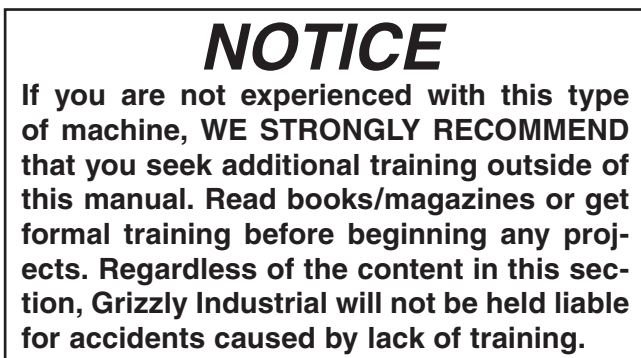 NOTICE
If you are not experienced with this type
of machine, WE STRONGLY RECOMMEND
that you seek additional training outside of
this manual. Read books/magazines or get
formal training before beginning any proj-
ects. Regardless of the content in this sec-
tion, Grizzly Industrial will not be held liable
for accidents caused by lack of training.